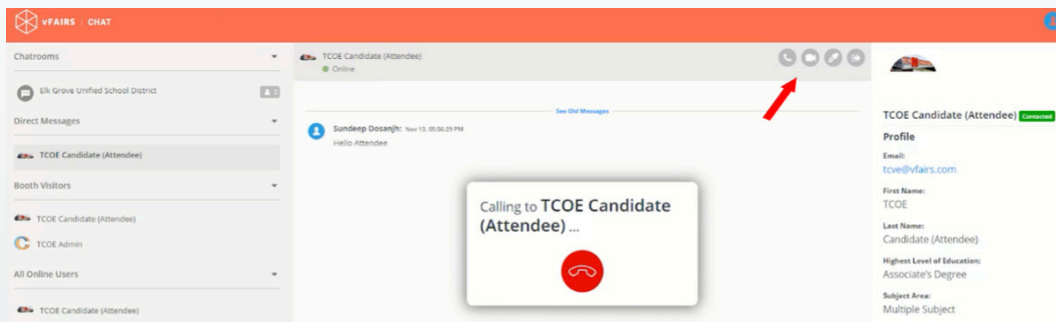 vFAIRS | CHAT
Chatrooms
Elk Grove Unified School District
2
Direct Messages
TCOE Candidate (Attendee)
Booth Visitors
TCOE Candidate (Attendee)
TCOE Admin
All Online Users
TCOE Candidate (Attendee)
TCOE Candidate (Attendee)
Online
See Old Messages
Sundeep Dosanjh: Nov 13, 05:56:29 PM
Hello Attendee
Calling to TCOE Candidate
(Attendee) ...
TCOE Candidate (Attendee) Contacted
Profile
Email:
tcve@vfairs.com
First Name:
TCOE
Last Name:
Candidate (Attendee)
Highest Level of Education:
Associate's Degree
Subject Area:
Multiple Subject